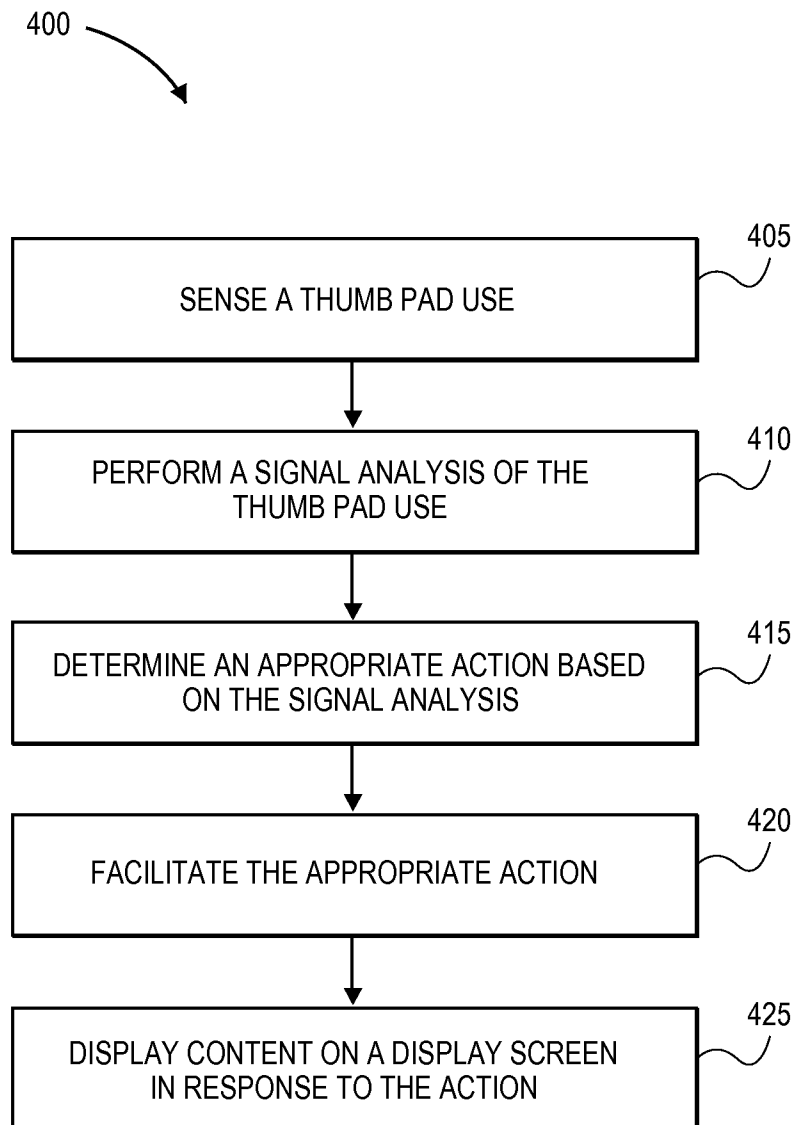 400
405
SENSE A THUMB PAD USE
410
PERFORM A SIGNAL ANALYSIS OF THE
THUMB PAD USE
415
DETERMINE AN APPROPRIATE ACTION BASED
ON THE SIGNAL ANALYSIS
420
FACILITATE THE APPROPRIATE ACTION
425
DISPLAY CONTENT ON A DISPLAY SCREEN
IN RESPONSE TO THE ACTION